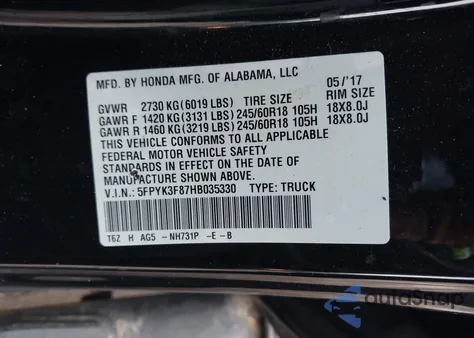 MFD. BY HONDA MFG. OF ALABAMA, LLC
05/'17
GVWR 2730 KG(6019 LBS) TIRE SIZE RIM SIZE
GAWR F 1420 KG(3131 LBS)245/60R18 105H 18X8.0J
GAWR R 1460 KG(3219 LBS)245/60R18 105H 18X8.0J
THIS VEHICLE CONFORMS TO ALL APPLICABLE
FEDERAL MOTOR VEHICLE SAFETY
STANDARDS IN EFFECT ON THE DATE OF
MANUFACTURE SHOWN ABOVE.
V.I.N.: 5FPYK3F87HB035330 TYPE: TRUCK
T6Z H AG5 - NH731P -E -B
autoSnap